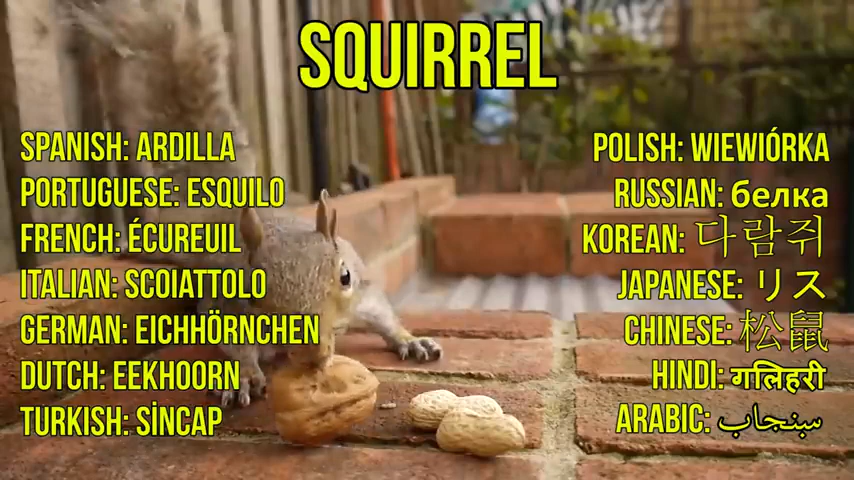 SQUIRREL
SPANISH: ARDILLA
PORTUGUESE: ESQUILO
FRENCH: ÉCUREUIL
ITALIAN: SCOIATTOLO
GERMAN: EICHHÖRNCHEN
DUTCH: EEKHOORN
TURKISH: SİNCAP
POLISH: WIEWIÓRKA
RUSSIAN: белка
KOREAN: 다람쥐
JAPANESE: リス
CHINESE: 松鼠
HINDI: गिलहरी
ARABIC: سنجاب